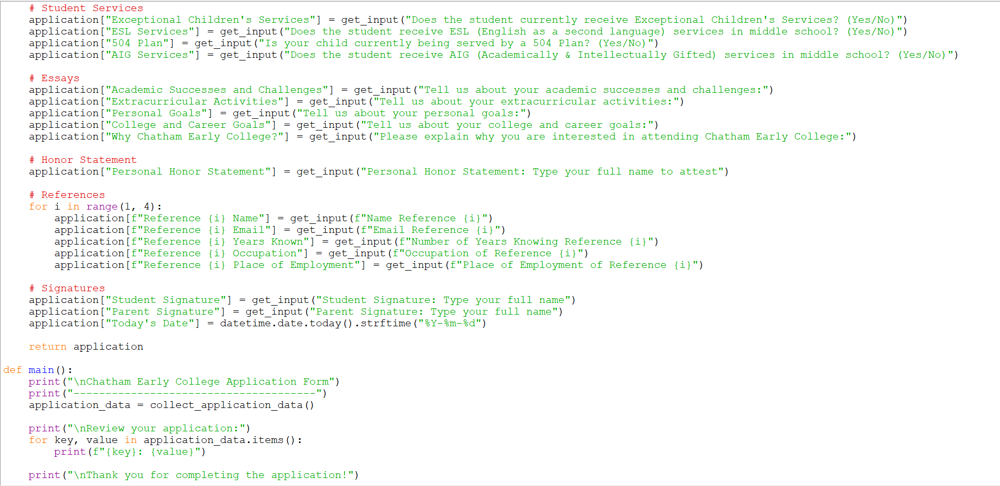 # Student Services
application["Exceptional Children's Services"] = get_input("Does the student currently receive Exceptional Children's Services? (Yes/No)")
application["ESL Services"] = get_input("Does the student receive ESL (English as a second language) services in middle school? (Yes/No)")
application["504 Plan"] = get_input("Is your child currently being served by a 504 Plan? (Yes/No)")
application["AIG Services"] = get_input("Does the student receive AIG (Academically & Intellectually Gifted) services in middle school? (Yes/No)")
# Essays
application["Academic Successes and Challenges"] = get_input("Tell us about your academic successes and challenges:")
application["Extracurricular Activities"] = get_input("Tell us about your extracurricular activities:")
application["Personal Goals"] = get_input("Tell us about your personal goals:")
application["College and Career Goals"] = get_input("Tell us about your college and career goals:")
application["Why Chatham Early College?"] = get_input("Please explain why you are interested in attending Chatham Early College:")
# Honor Statement
application["Personal Honor Statement"] = get_input("Personal Honor Statement: Type your full name to attest")
# References
for i in range(1, 4):
application[f"Reference {i} Name"] = get_input(f"Name Reference {i}")
application[f"Reference {i} Email"] = get_input(f"Email Reference {i}")
application[f"Reference {i} Years Known"] = get_input(f"Number of Years Knowing Reference {i}")
application[f"Reference {i} Occupation"] = get_input(f"Occupation of Reference {i}")
application[f"Reference {i} Place of Employment"] = get_input(f"Place of Employment of Reference {i}")
# Signatures
application["Student Signature"] = get_input("Student Signature: Type your full name")
application["Parent Signature"] = get_input("Parent Signature: Type your full name")
application["Today's Date"] = datetime.date.today().strftime("%Y-%m-%d")
return application
def main():
print("\nChatham Early College Application Form")
print("--------------------------------------")
application_data = collect_application_data()
print("\nReview your application:")
for key, value in application_data.items():
print(f"{key}: {value}")
print("\nThank you for completing the application!")